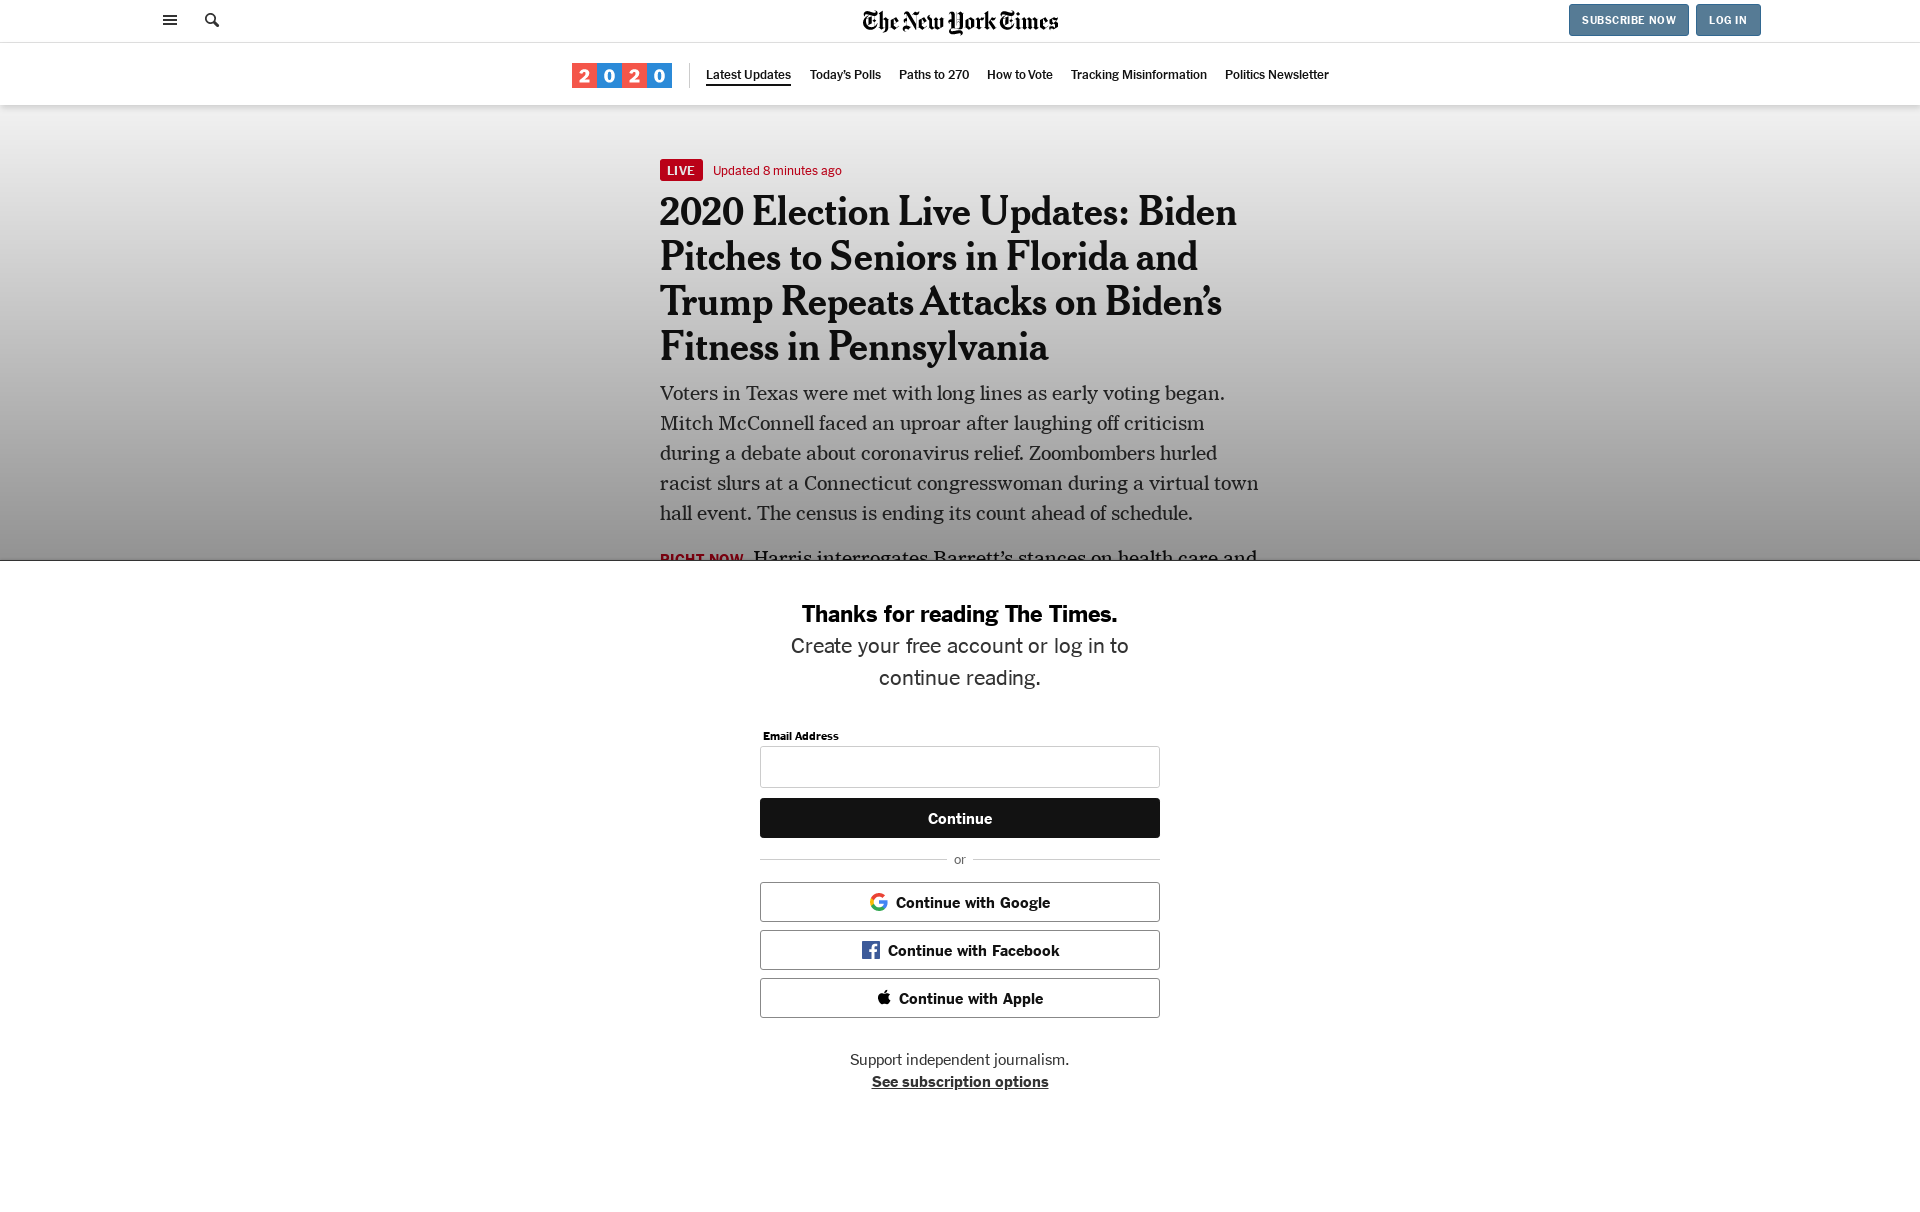 The New York Times
SUBSCRIBE NOW
LOG IN
2020
Latest Updates
Today's Polls
Paths to 270
How to Vote
Tracking Misinformation
Politics Newsletter
LIVE
Updated 8 minutes ago
2020 Election Live Updates: Biden
Pitches to Seniors in Florida and
Trump Repeats Attacks on Biden’s
Fitness in Pennsylvania
Voters in Texas were met with long lines as early voting began.
Mitch McConnell faced an uproar after laughing off criticism
during a debate about coronavirus relief. Zoombombers hurled
racist slurs at a Connecticut congresswoman during a virtual town
hall event. The census is ending its count ahead of schedule.
RIGHT NOW Harris interrogates Barrett’s stances on health care and
Thanks for reading The Times.
Create your free account or log in to
continue reading.
Email Address
Continue
or
Continue with Google
Continue with Facebook
Continue with Apple
Support independent journalism.
See subscription options